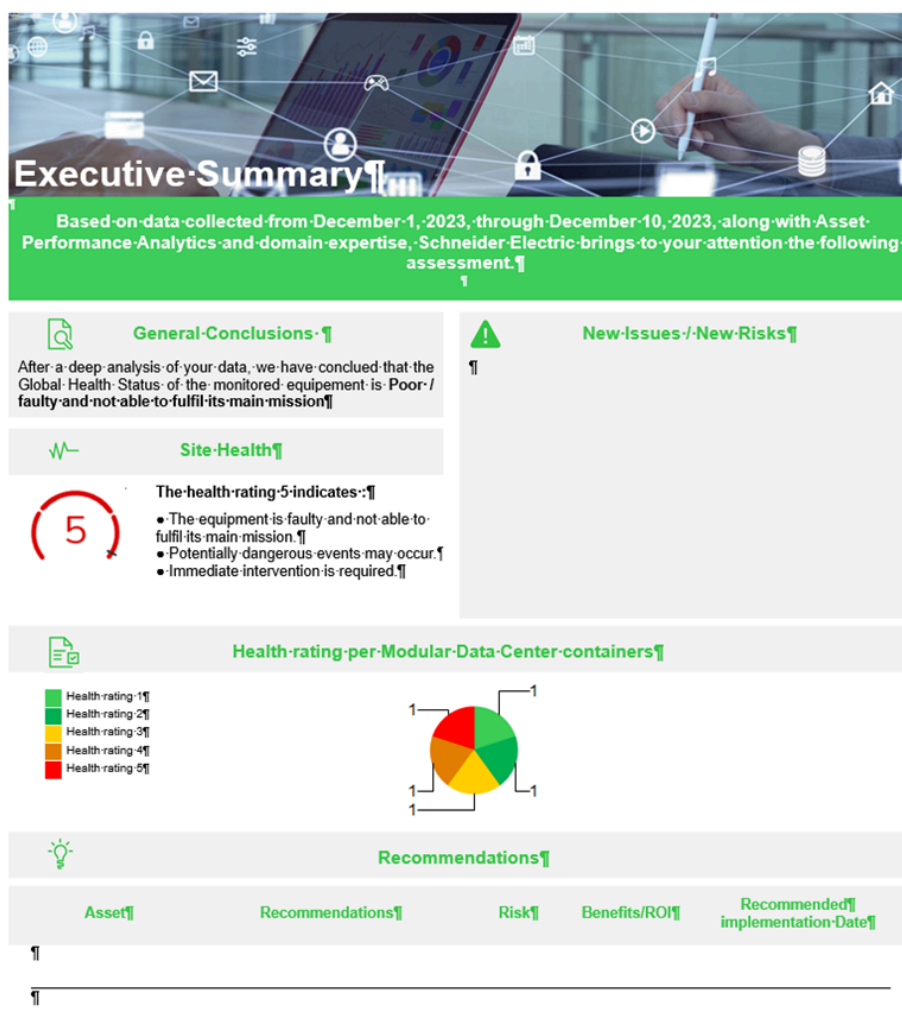 Executive·Summary¶
¶
Based·on·data·collected·from·December·1,·2023,·through·December·10,·2023,·along·with·Asset·
Performance·Analytics·and·domain·expertise,·Schneider·Electric·brings·to·your·attention·the·following·
assessment.¶
¶
General·Conclusions·¶
After·a·deep·analysis·of·your·data,·we·have·conclued·that·the
Global·Health·Status·of·the·monitored·equipement·is·Poor·/
faulty·and·not·able·to·fulfil·its·main·mission¶
Site·Health¶
5
The·health·rating·5·indicates·:¶
●·The·equipment·is·faulty·and·not·able·to·
fulfil·its·main·mission.¶
●·Potentially·dangerous·events·may·occur.¶
●·Immediate·intervention·is·required.¶
New·Issues·/·New·Risks¶
¶
Health·rating·per·Modular·Data·Center·containers¶
Health·rating·1¶
Health·rating·2¶
Health·rating·3¶
Health·rating·4¶
Health·rating·5¶
1
1
1
1
1
Recommendations¶
Asset¶
Recommendations¶
Risk¶
Benefits/ROI¶
Recommended¶
implementation·Date¶
¶
¶